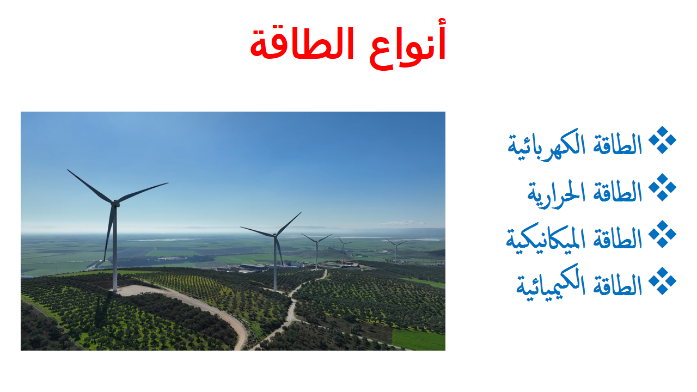 أنواع الطاقة
الطاقة الكهربائية
الطاقة الحرارية
الطاقة الميكانيكية
الطاقة الكيميائية